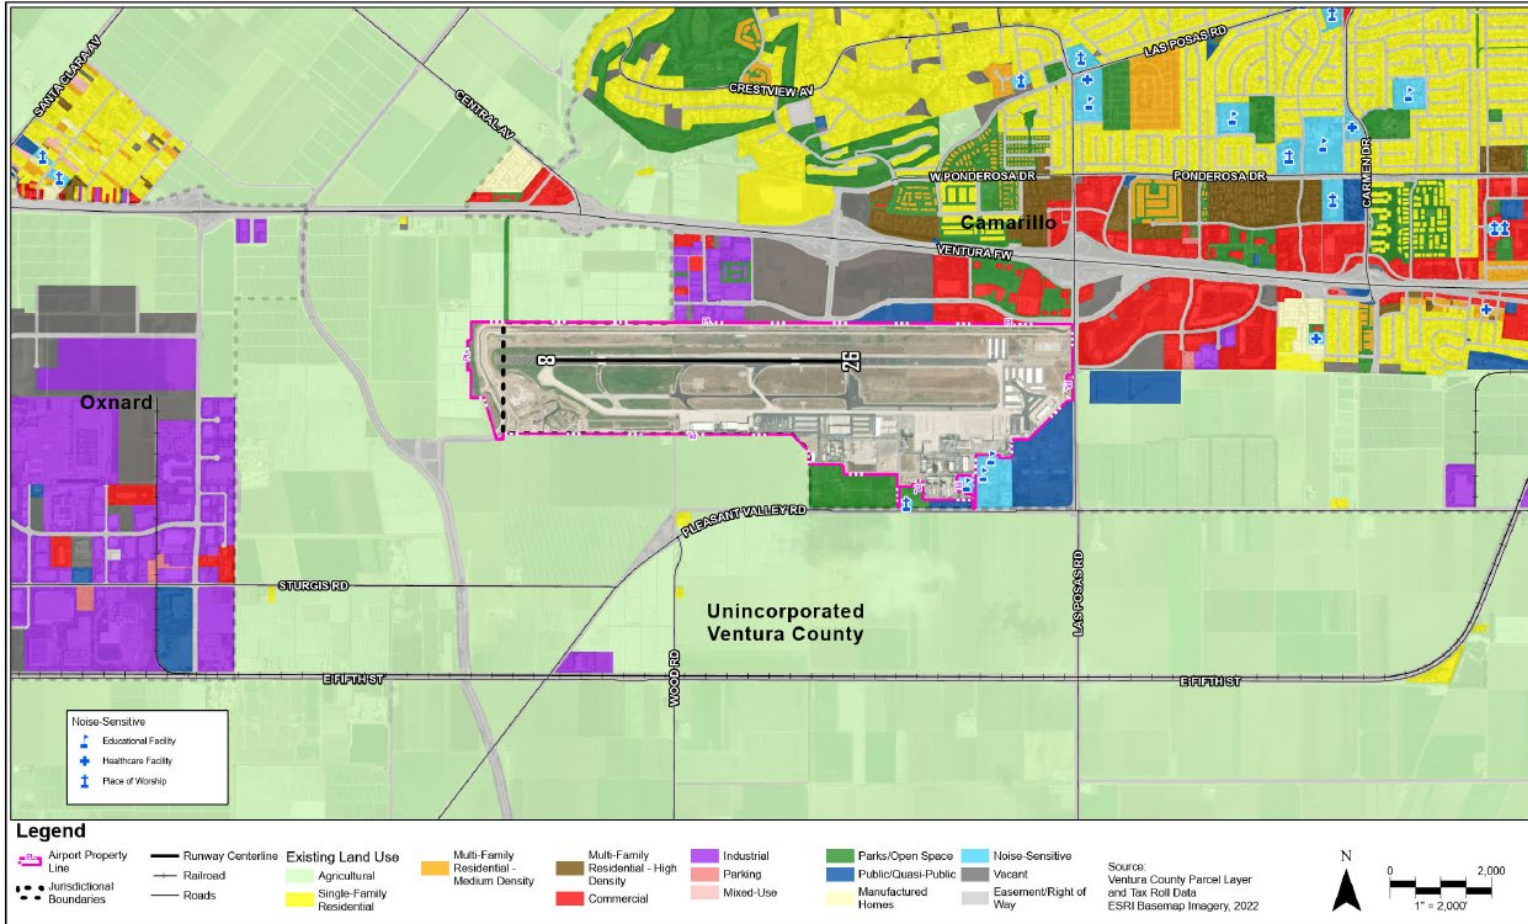 SANTA CLARA AV
CENTRAL AV
CRESTVIEW AV
LAS POSAS RD
W PONDEROSA DR
PONDEROSA DR
CARMEN DR
Camarillo
VENTURA FW
8
26
Oxnard
PLEASANT VALLEY RD
STURGIS RD
Unincorporated
Ventura County
LAS POSAS RD
WOOD RD
E FIFTH ST
E FIFTH ST
Noise-Sensitive
Educational Facility
Healthcare Facility
Place of Worship
Legend
Airport Property
Line
Jurisdictional
Boundaries
Runway Centerline
Railroad
Roads
Existing Land Use
Agricultural
Single-Family
Residential
Multi-Family
Residential -
Medium Density
Multi-Family
Residential - High
Density
Commercial
Industrial
Parking
Mixed-Use
Parks/Open Space
Public/Quasi-Public
Manufactured
Homes
Noise-Sensitive
Vacant
Easement/Right of
Way
Source:
Ventura County Parcel Layer
and Tax Roll Data
ESRI Basemap Imagery, 2022
N
0 2,000
1" = 2,000'